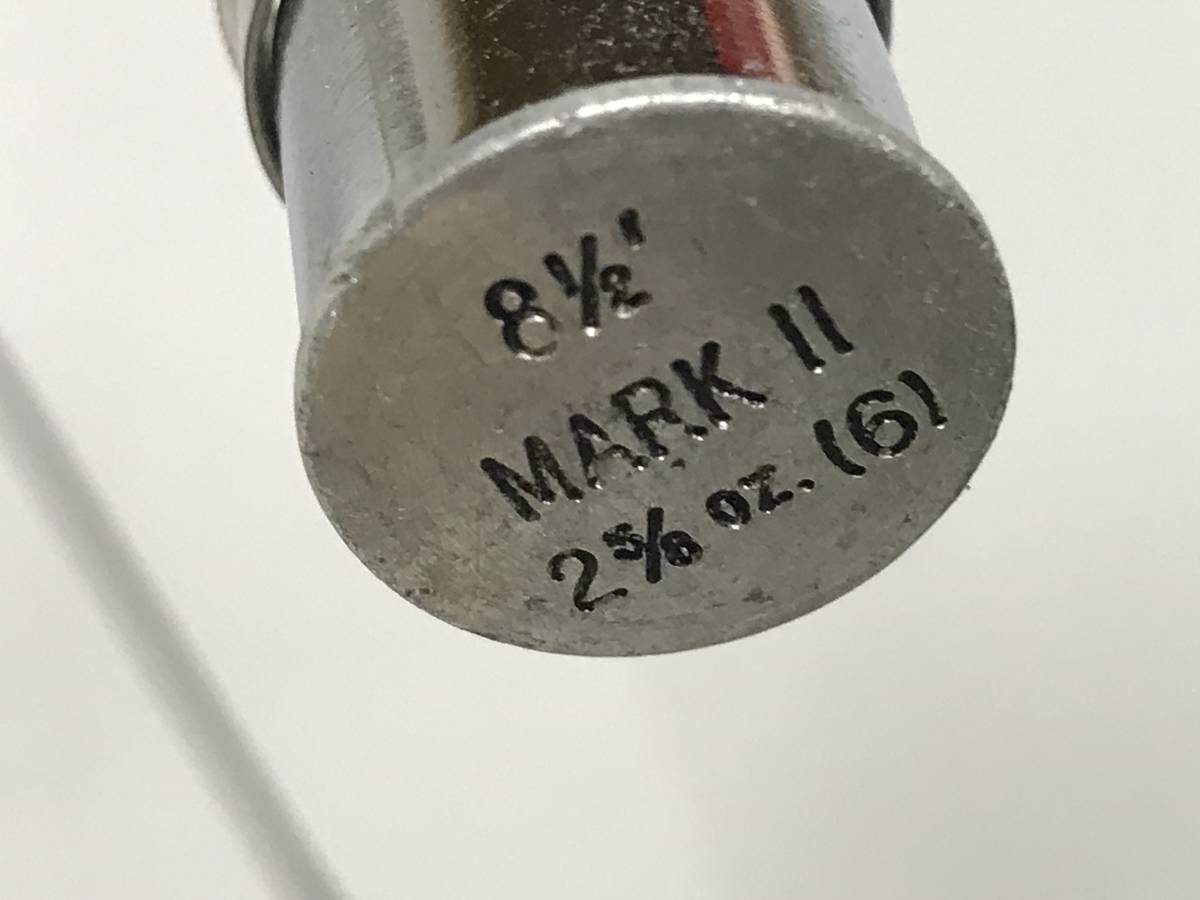 8½'
MARK II
2⅝ oz. (6)